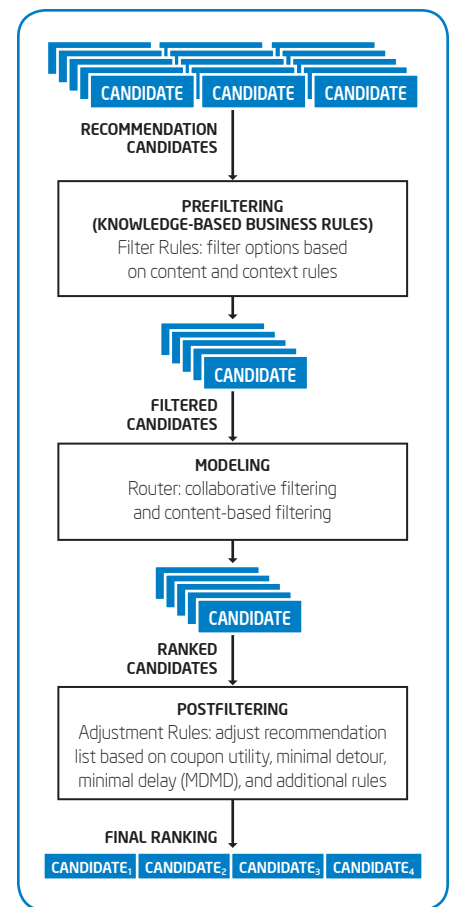 CANDIDATE CANDIDATE CANDIDATE
RECOMMENDATION
CANDIDATES
PREFILTERING
(KNOWLEDGE-BASED BUSINESS RULES)
Filter Rules: filter options based
on content and context rules
CANDIDATE
FILTERED
CANDIDATES
MODELING
Router: collaborative filtering
and content-based filtering
CANDIDATE
RANKED
CANDIDATES
POSTFILTERING
Adjustment Rules: adjust recommendation
list based on coupon utility, minimal detour,
minimal delay (MDMD), and additional rules
FINAL RANKING
CANDIDATE₁ CANDIDATE₂ CANDIDATE₃ CANDIDATE₄